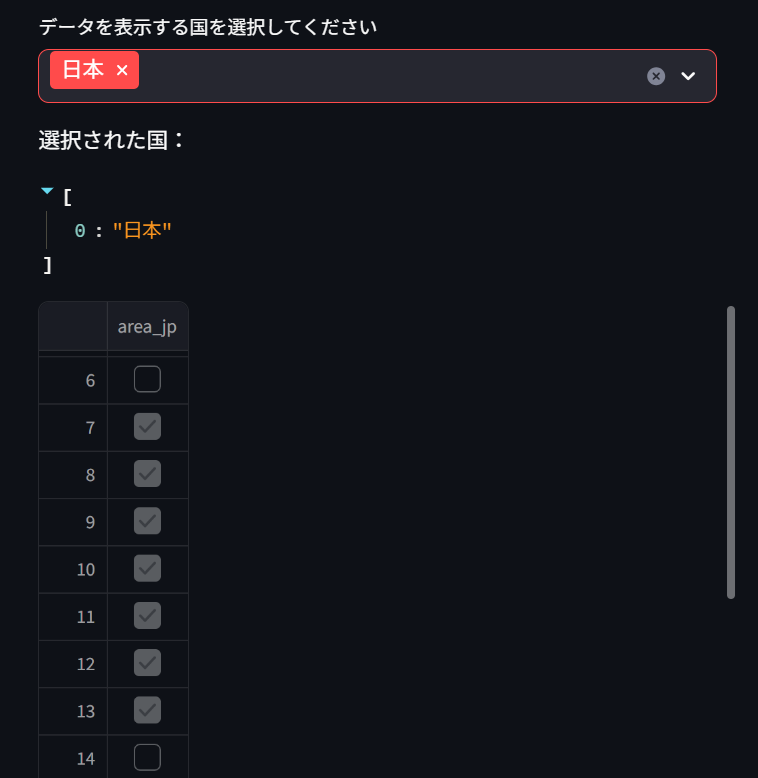 データを表示する国を選択してください
日本 ×
選択された国：
[
0 : "日本"
]
area_jp
6
7
8
9
10
11
12
13
14